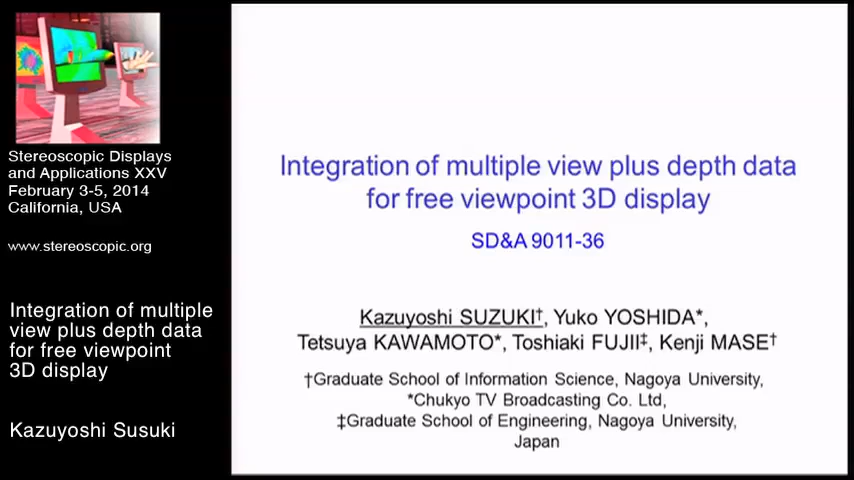 Stereoscopic Displays
and Applications XXV
February 3-5, 2014
California, USA
www.stereoscopic.org
Integration of multiple
view plus depth data
for free viewpoint
3D display
Kazuyoshi Susuki
Integration of multiple view plus depth data
for free viewpoint 3D display
SD&A 9011-36
Kazuyoshi SUZUKI†, Yuko YOSHIDA*,
Tetsuya KAWAMOTO*, Toshiaki FUJII‡, Kenji MASE†
†Graduate School of Information Science, Nagoya University,
*Chukyo TV Broadcasting Co. Ltd,
‡Graduate School of Engineering, Nagoya University,
Japan